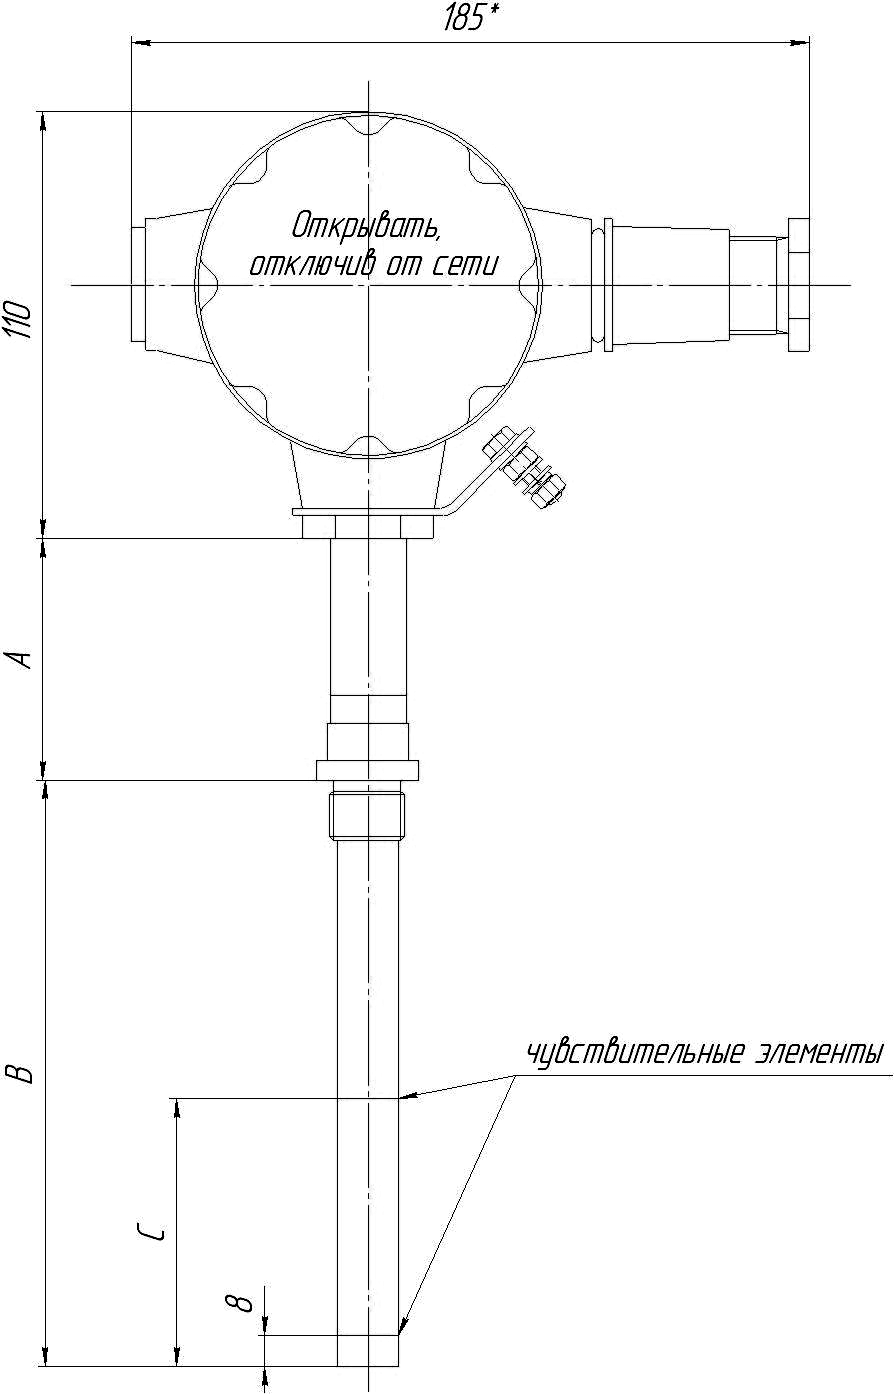 185*
Открывать,
отключив от сети
110
А
В
чувствительные элементы
С
8